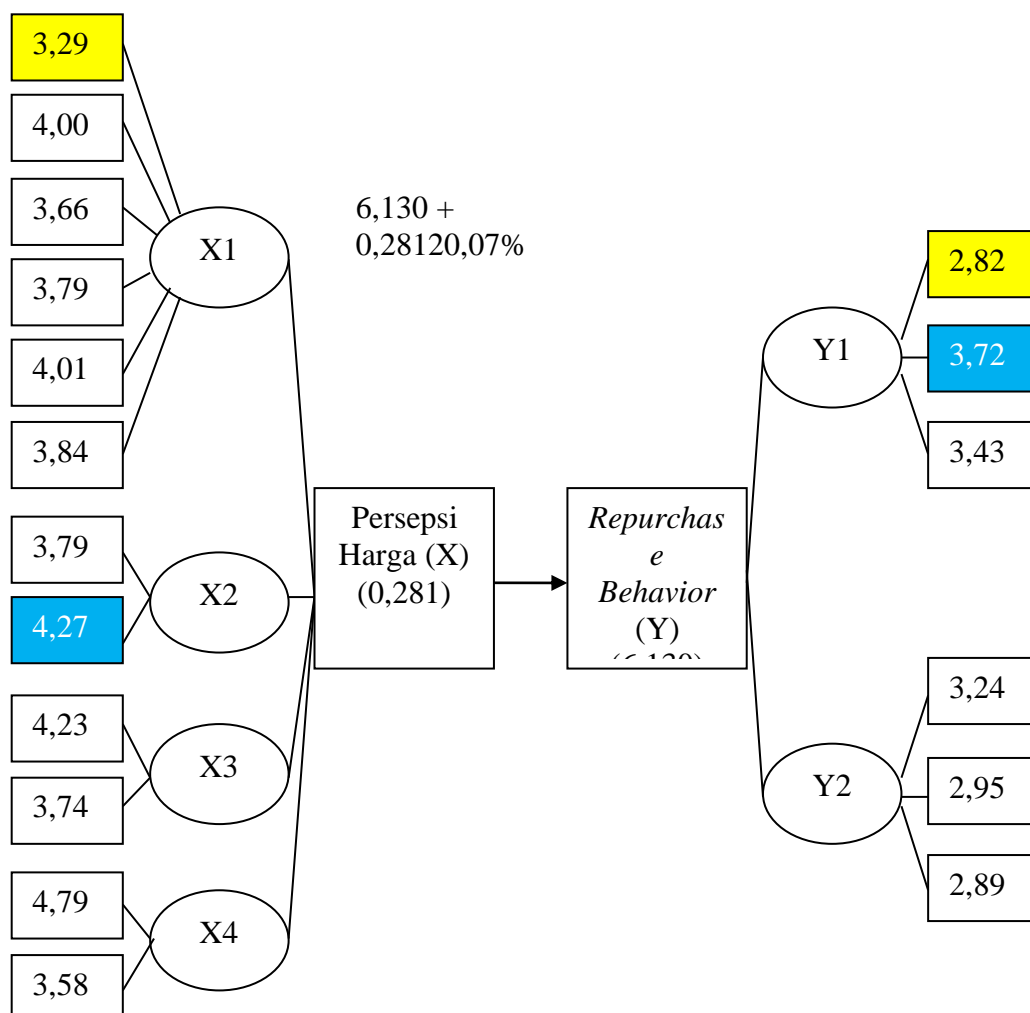 3,29
4,00
3,66
3,79
4,01
3,84
3,79
4,27
4,23
3,74
4,79
3,58
X1
X2
X3
X4
6,130 +
0,28120,07%
Persepsi
Harga (X)
(0,281)
Repurchas
e
Behavior
(Y)
Y1
Y2
2,82
3,72
3,43
3,24
2,95
2,89